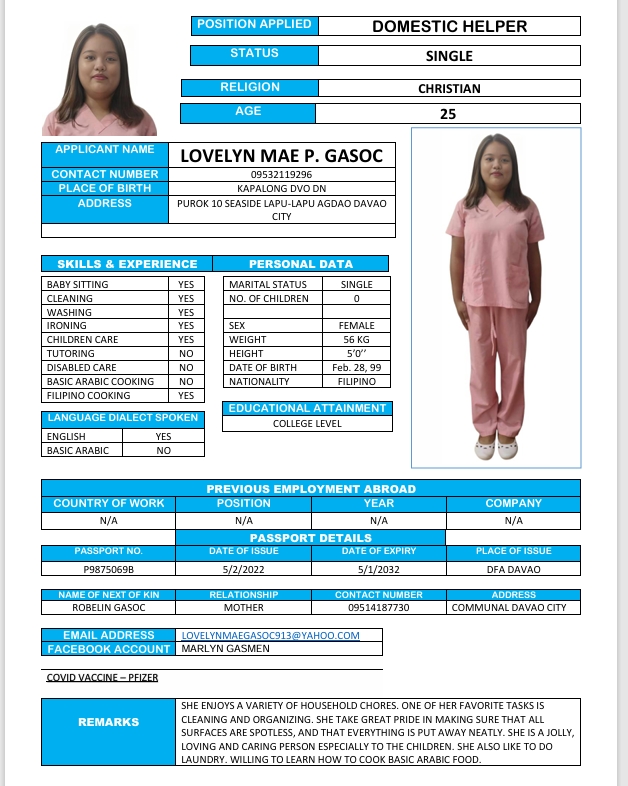 POSITION APPLIED DOMESTIC HELPER
STATUS SINGLE
RELIGION CHRISTIAN
AGE 25
APPLICANT NAME LOVELYN MAE P. GASOC
CONTACT NUMBER 09532119296
PLACE OF BIRTH KAPALONG DVO DN
ADDRESS PUROK 10 SEASIDE LAPU-LAPU AGDAO DAVAO
CITY
SKILLS & EXPERIENCE PERSONAL DATA
BABY SITTING YES MARITAL STATUS SINGLE
CLEANING YES NO. OF CHILDREN 0
WASHING YES
IRONING YES SEX FEMALE
CHILDREN CARE YES WEIGHT 56 KG
TUTORING NO HEIGHT 5'0''
DISABLED CARE NO DATE OF BIRTH Feb. 28, 99
BASIC ARABIC COOKING NO NATIONALITY FILIPINO
FILIPINO COOKING YES
LANGUAGE DIALECT SPOKEN EDUCATIONAL ATTAINMENT
COLLEGE LEVEL
ENGLISH YES
BASIC ARABIC NO
PREVIOUS EMPLOYMENT ABROAD
COUNTRY OF WORK POSITION YEAR COMPANY
N/A N/A N/A N/A
PASSPORT DETAILS
PASSPORT NO. DATE OF ISSUE DATE OF EXPIRY PLACE OF ISSUE
P9875069B 5/2/2022 5/1/2032 DFA DAVAO
NAME OF NEXT OF KIN RELATIONSHIP CONTACT NUMBER ADDRESS
ROBELIN GASOC MOTHER 09514187730 COMMUNAL DAVAO CITY
EMAIL ADDRESS LOVELYNMAEGASOC913@YAHOO.COM
FACEBOOK ACCOUNT MARLYN GASMEN
COVID VACCINE – PFIZER
REMARKS
SHE ENJOYS A VARIETY OF HOUSEHOLD CHORES. ONE OF HER FAVORITE TASKS IS
CLEANING AND ORGANIZING. SHE TAKE GREAT PRIDE IN MAKING SURE THAT ALL
SURFACES ARE SPOTLESS, AND THAT EVERYTHING IS PUT AWAY NEATLY. SHE IS A JOLLY,
LOVING AND CARING PERSON ESPECIALLY TO THE CHILDREN. SHE ALSO LIKE TO DO
LAUNDRY. WILLING TO LEARN HOW TO COOK BASIC ARABIC FOOD.